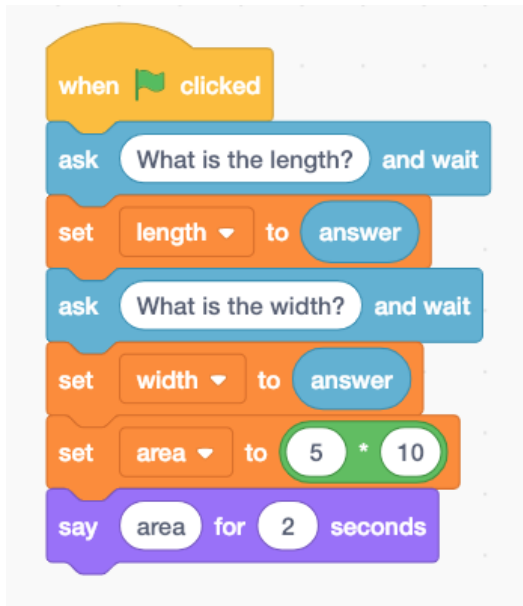 when clicked
ask What is the length? and wait
set length to answer
ask What is the width? and wait
set width to answer
set area to 5 * 10
say area for 2 seconds